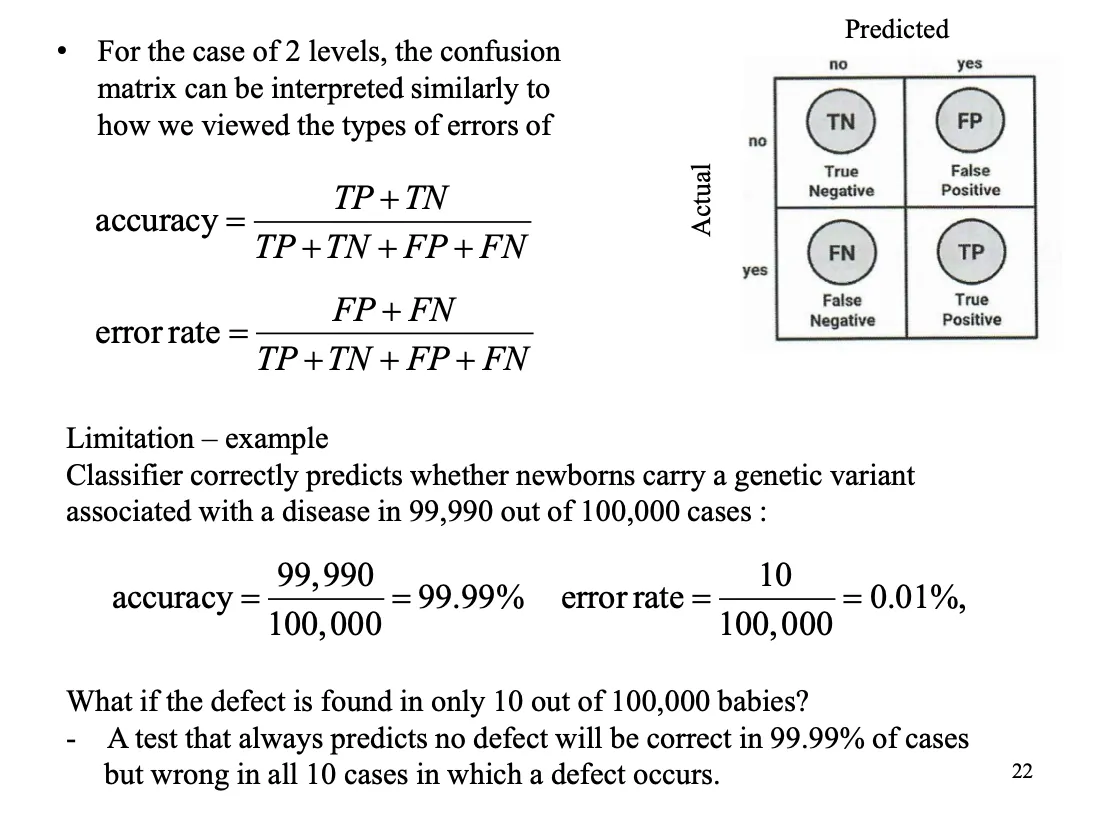 • For the case of 2 levels, the confusion
matrix can be interpreted similarly to
how we viewed the types of errors of
accuracy = TP + TN / TP + TN + FP + FN
error rate = FP + FN / TP + TN + FP + FN
Predicted
no yes
Actual
no
TN FP
True False
Negative Positive
yes
FN TP
False True
Negative Positive
Limitation – example
Classifier correctly predicts whether newborns carry a genetic variant
associated with a disease in 99,990 out of 100,000 cases :
accuracy = 99,990 / 100,000 = 99.99% error rate = 10 / 100,000 = 0.01%,
What if the defect is found in only 10 out of 100,000 babies?
- A test that always predicts no defect will be correct in 99.99% of cases
but wrong in all 10 cases in which a defect occurs.
22